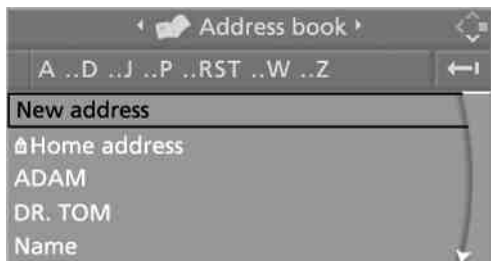 Address book
A ..D ..J ..P ..RST ..W ..Z
New address
Home address
ADAM
DR. TOM
Name